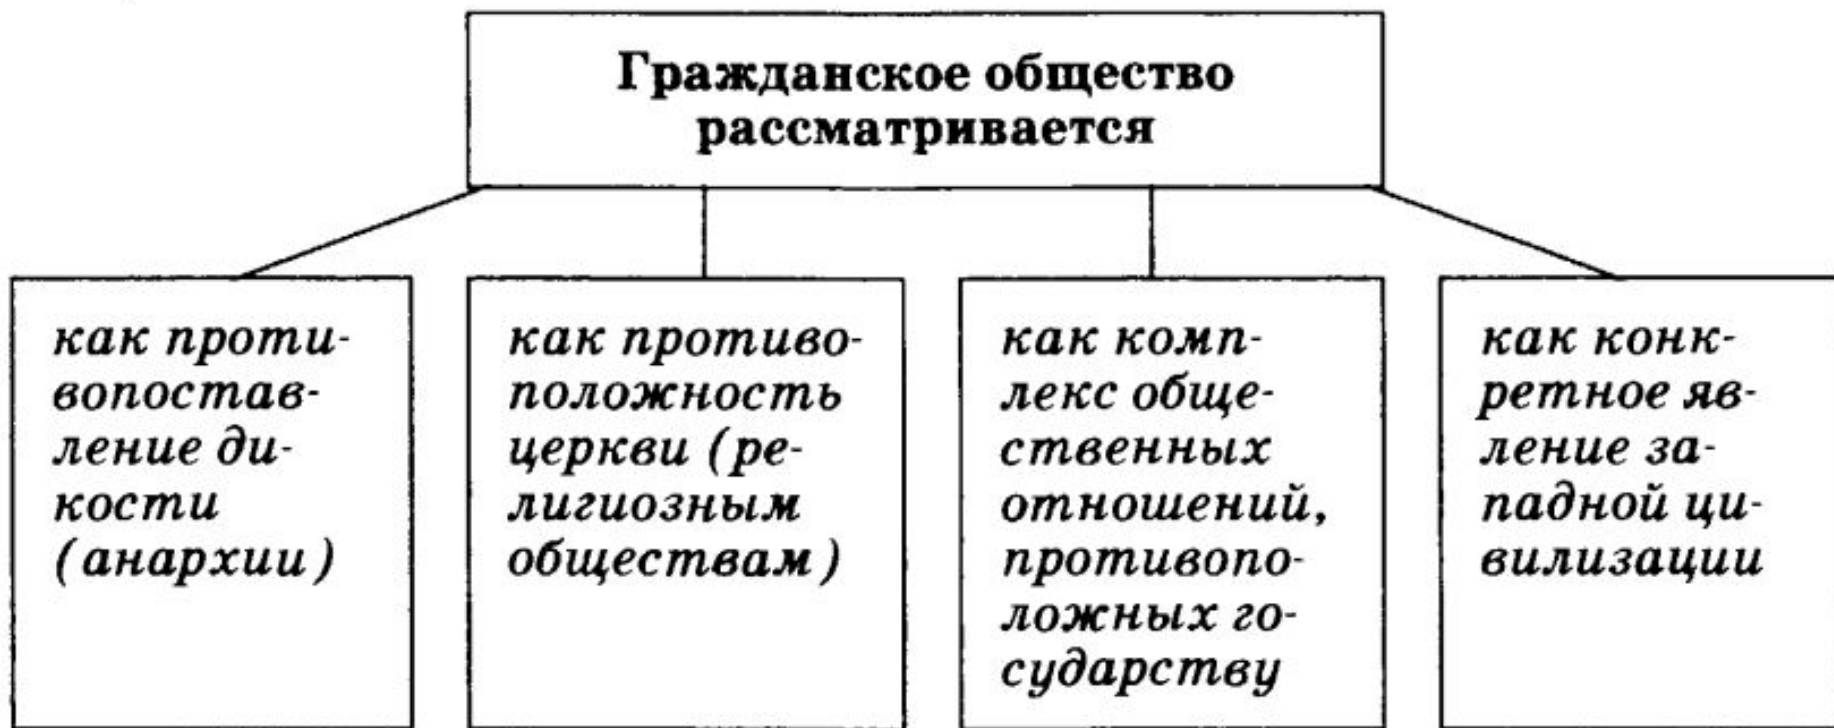 Гражданское общество
рассматривается
как проти-
вопостав-
ление ди-
кости
(анархии)
как противо-
положность
церкви (ре-
лигиозным
обществам)
как комп-
лекс обще-
ственных
отношений,
противопо-
ложных го-
сударству
как конк-
ретное яв-
ление за-
падной ци-
вилизации